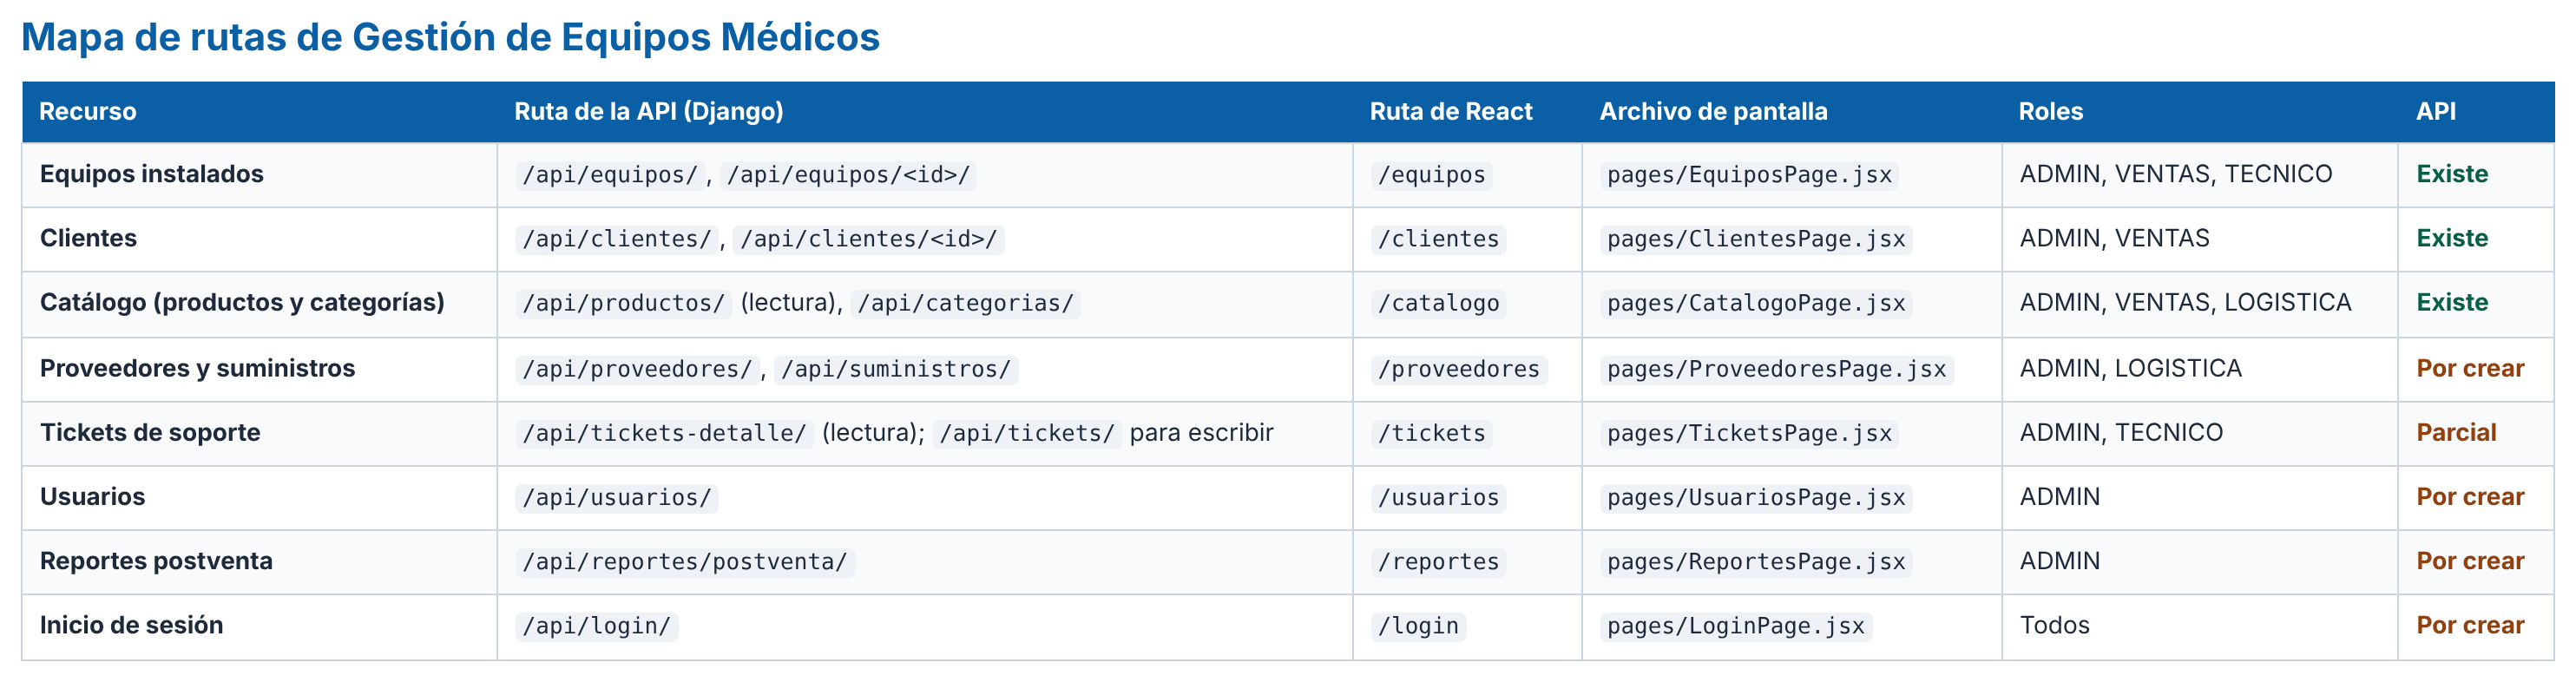 Mapa de rutas de Gestión de Equipos Médicos
Recurso Ruta de la API (Django) Ruta de React Archivo de pantalla Roles API
Equipos instalados /api/equipos/, /api/equipos/<id>/ /equipos pages/EquiposPage.jsx ADMIN, VENTAS, TECNICO Existe
Clientes /api/clientes/, /api/clientes/<id>/ /clientes pages/ClientesPage.jsx ADMIN, VENTAS Existe
Catálogo (productos y categorías) /api/productos/ (lectura), /api/categorias/ /catalogo pages/CatalogoPage.jsx ADMIN, VENTAS, LOGISTICA Existe
Proveedores y suministros /api/proveedores/, /api/suministros/ /proveedores pages/ProveedoresPage.jsx ADMIN, LOGISTICA Por crear
Tickets de soporte /api/tickets-detalle/ (lectura); /api/tickets/ para escribir /tickets pages/TicketsPage.jsx ADMIN, TECNICO Parcial
Usuarios /api/usuarios/ /usuarios pages/UsuariosPage.jsx ADMIN Por crear
Reportes postventa /api/reportes/postventa/ /reportes pages/ReportesPage.jsx ADMIN Por crear
Inicio de sesión /api/login/ /login pages/LoginPage.jsx Todos Por crear